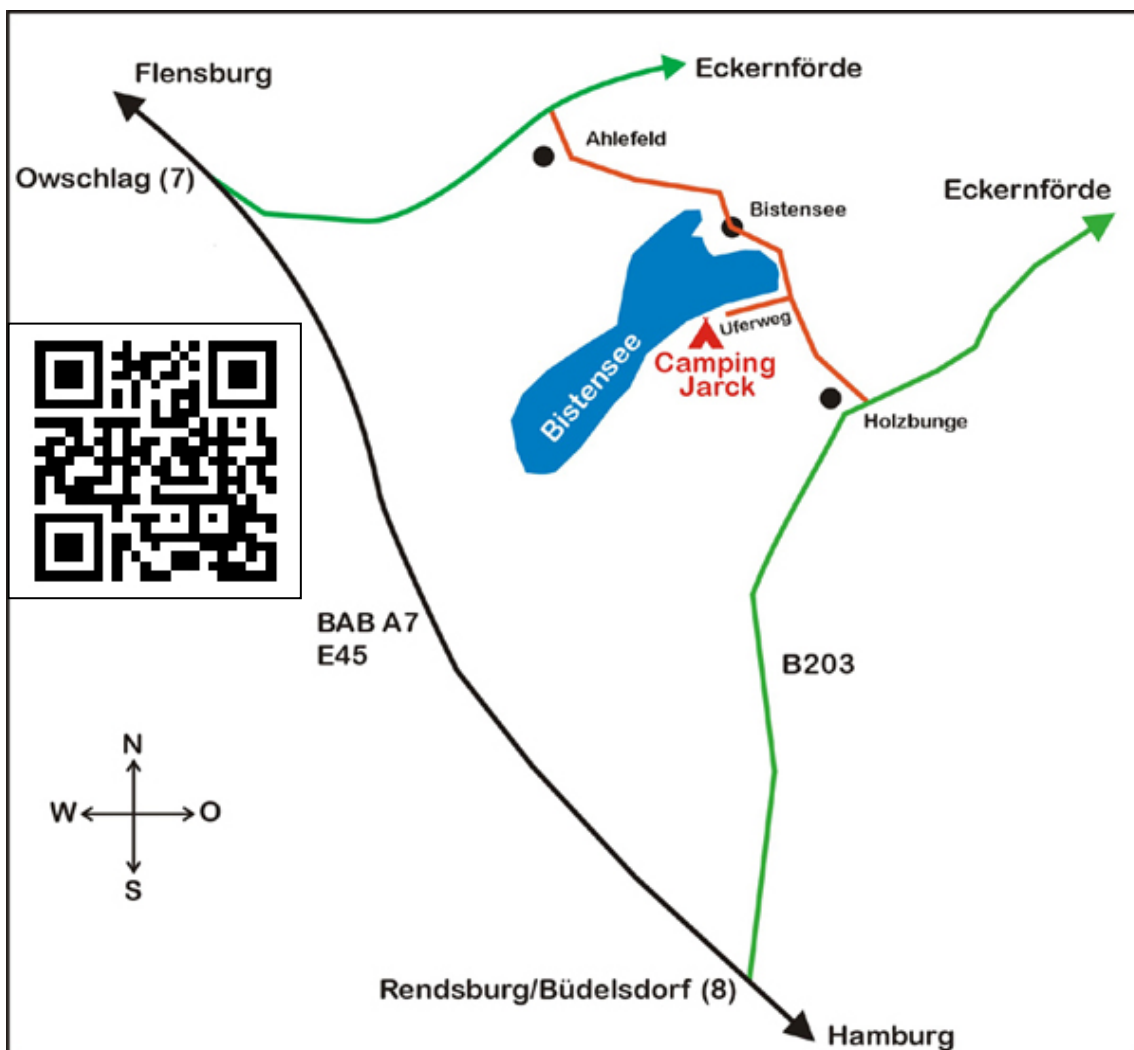 Flensburg
Eckernförde
Ahlefeld
Owschlag (7)
Eckernförde
Bistensee
Uferweg
Bistensee
Camping
Jarck
Holzbunge
BAB A7
E45
B203
N
W
O
S
Rendsburg/Büdelsdorf (8)
Hamburg